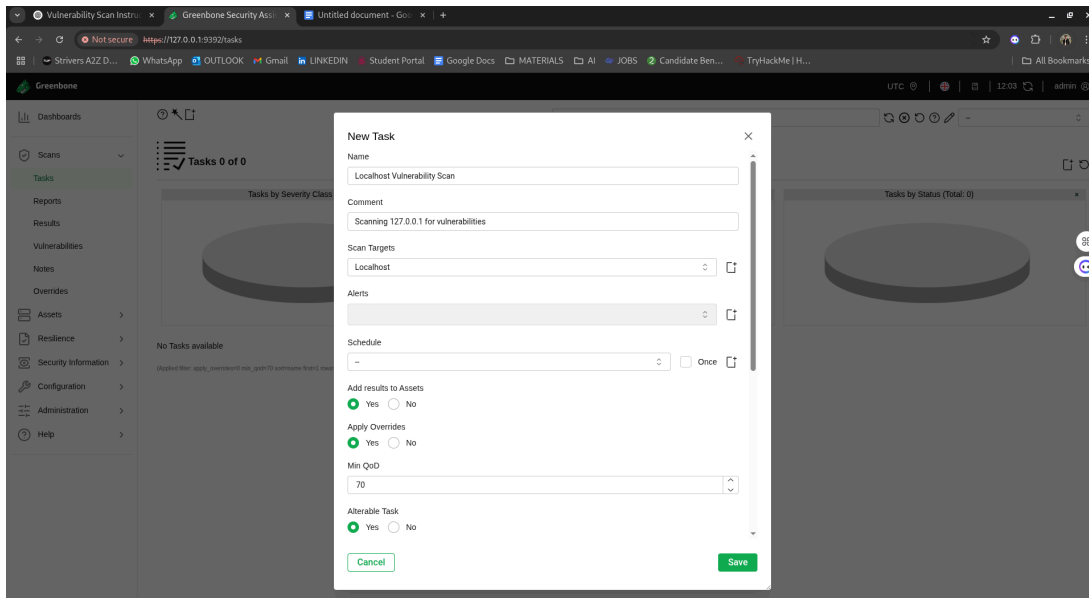 Vulnerability Scan Instruc
Greenbone Security Assis
Untitled document - Goo
Not secure https://127.0.0.1:9392/tasks
Strivers A2Z D... WhatsApp OUTLOOK Gmail LINKEDIN Student Portal Google Docs MATERIALS AI JOBS Candidate Ben... TryHackMe | H... All Bookmarks
Greenbone UTC 12:03 admin
Dashboards
Scans
Tasks
Reports
Results
Vulnerabilities
Notes
Overrides
Assets
Resilience
Security Information
Configuration
Administration
Help
Tasks 0 of 0
Tasks by Severity Class
No Tasks available
New Task
Name
Localhost Vulnerability Scan
Comment
Scanning 127.0.0.1 for vulnerabilities
Scan Targets
Localhost
Alerts
Schedule
--
Once
Add results to Assets
Yes No
Apply Overrides
Yes No
Min QoD
70
Alterable Task
Yes No
Cancel Save
--
Tasks by Status (Total: 0)